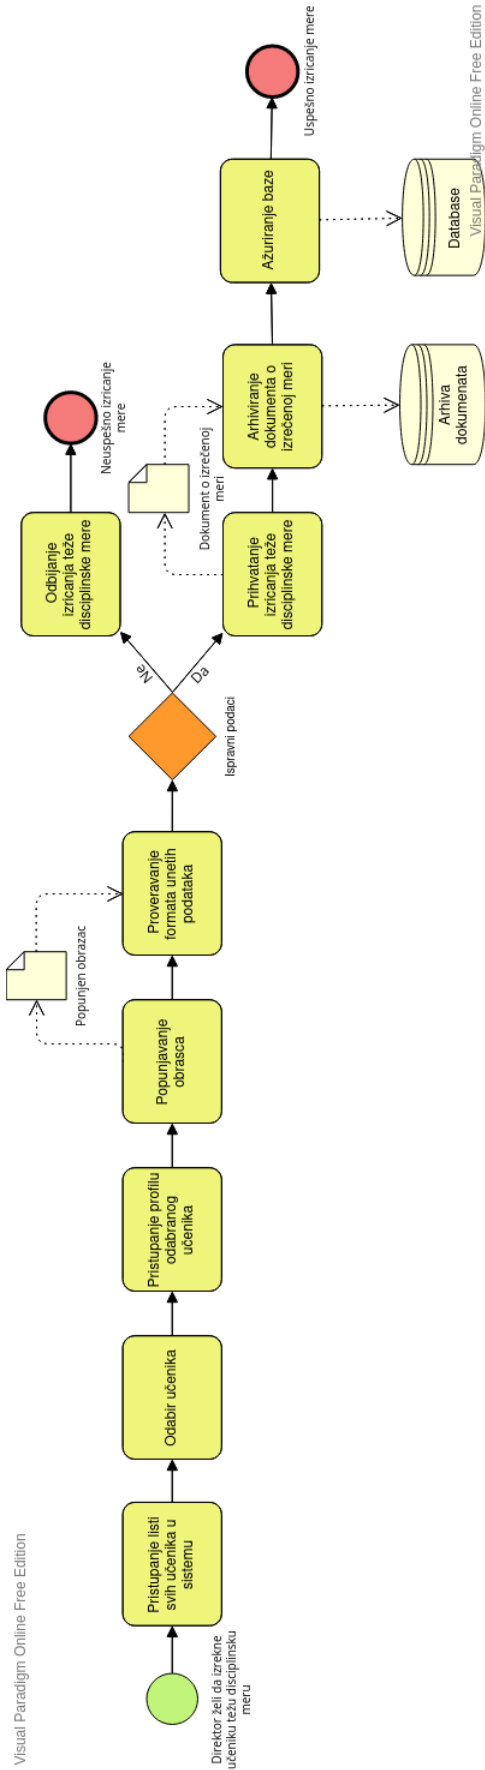 Visual Paradigm Online Free Edition
Direktor želi da izrekne
učeniku težu disciplinsku
meru
Pristupanje listi
svih učenika u
sistemu
Odabir učenika
Pristupanje profilu
odabranog
učenika
Popunjavanje
obrasca
Popunjen obrazac
Proveravanje
formata unetih
podataka
Ispravni podaci
Ne
Da
Odbijanje
izricanja teže
disciplinske mere
Neuspešno izricanje
mere
Prihvatanje
izricanja teže
disciplinske mere
Dokument o izrečenoj
meri
Arhiviranje
dokumenta o
izrečenoj meri
Arhiva
dokumenata
Ažuriranje baze
Database
Uspešno izricanje mere
Visual Paradigm Online Free Edition